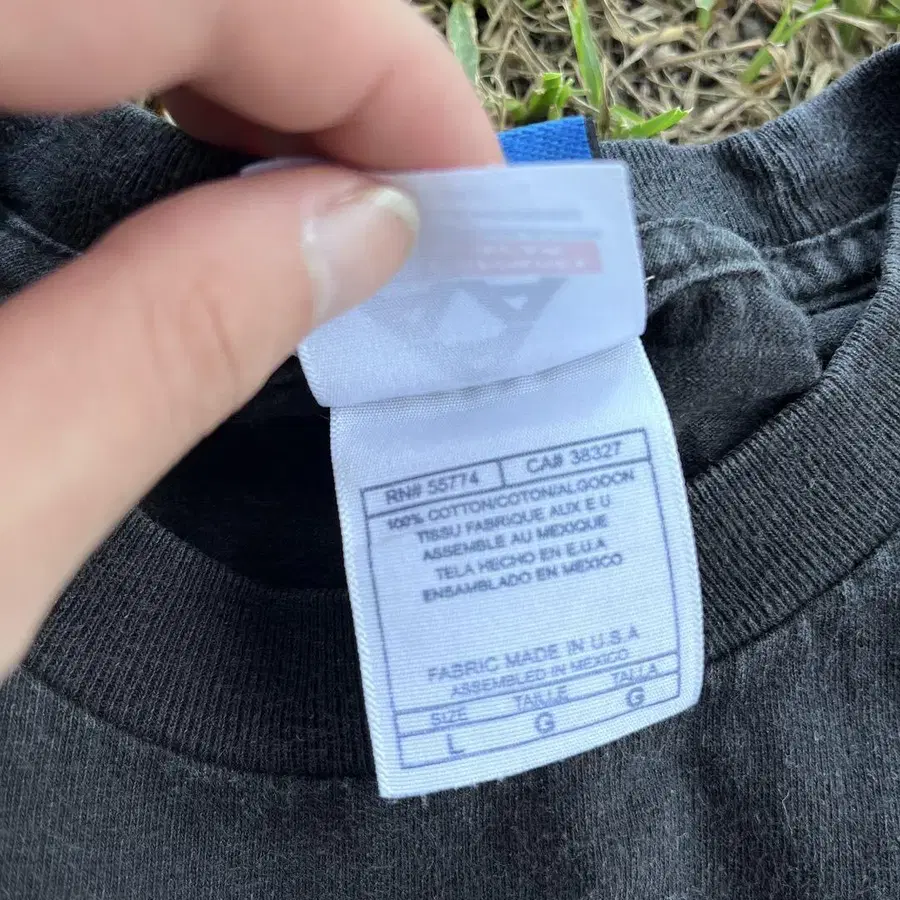 RN# 55774 CA# 38327
100% COTTON/COTON/ALGODON
TISSU FABRIQUE AUX E U
ASSEMBLE AU MEXIQUE
TELA HECHO EN E.U.A
ENSAMBLADO EN MEXICO
FABRIC MADE IN U.S.A
ASSEMBLED IN MEXICO
SIZE TAILLE TALLA
L G G